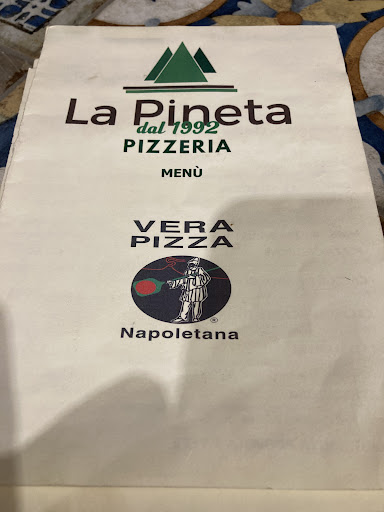 La Pineta
dal 1992
PIZZERIA
MENÙ
VERA
PIZZA
®
Napoletana